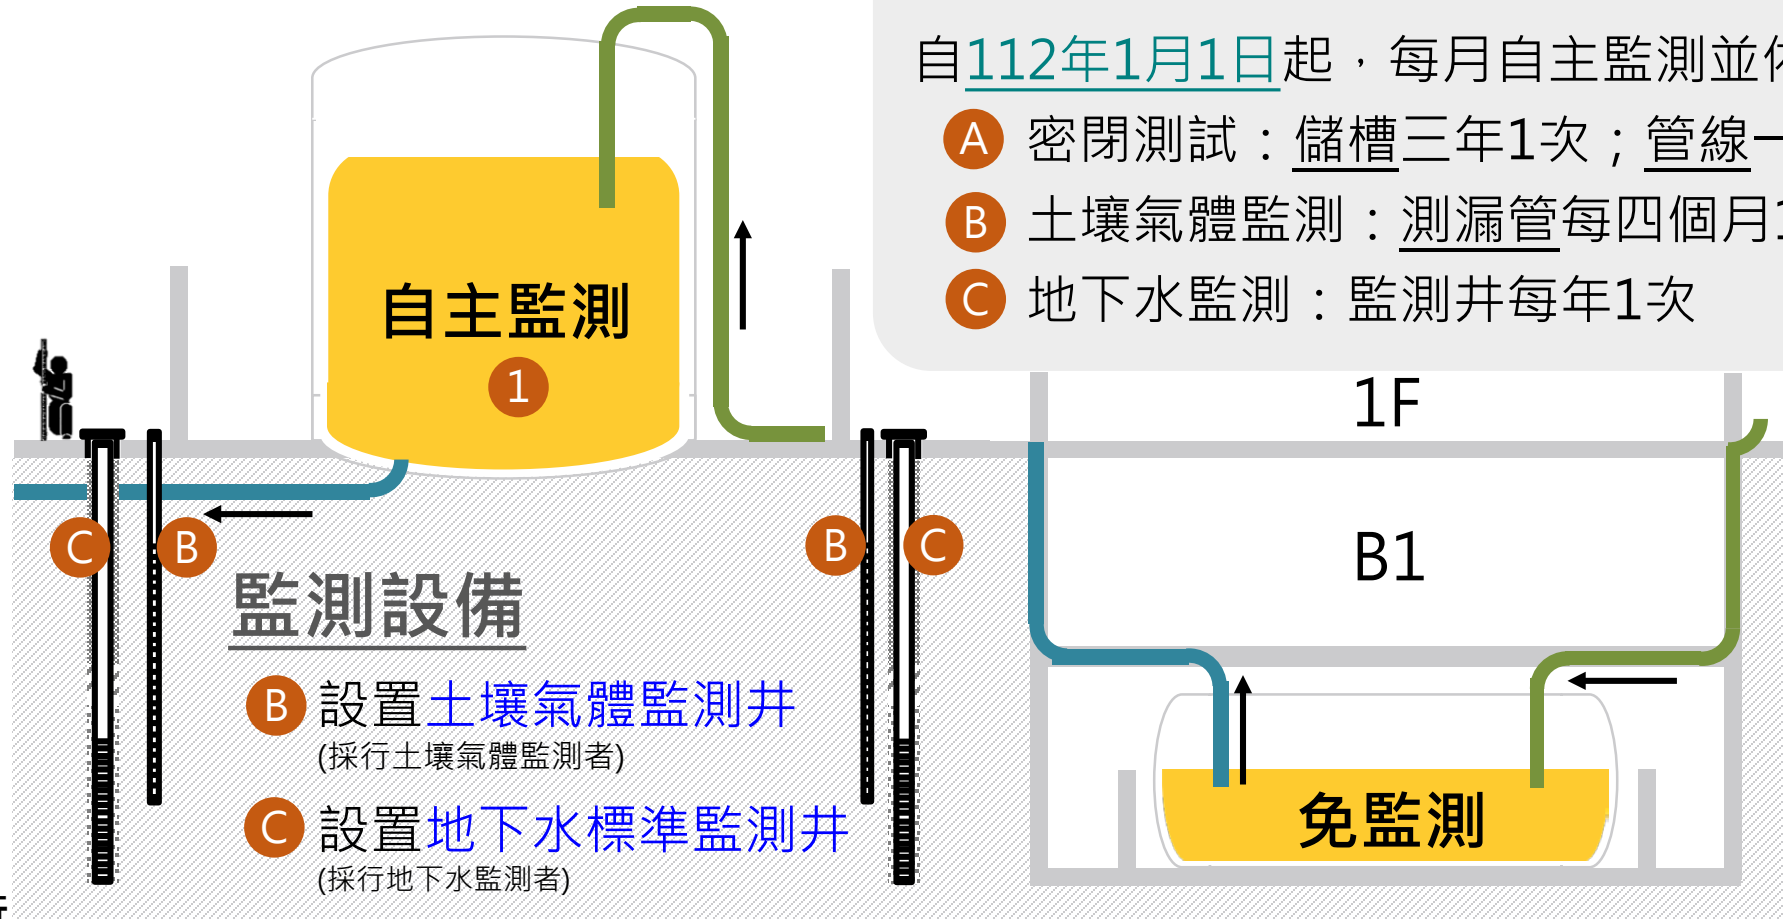 自112年1月1日起，每月自主監測並
A 密閉測試：儲槽三年1次；管線一
B 土壤氣體監測：測漏管每四個月1
C 地下水監測：監測井每年1次
自主監測
1
1F
B1
C B
B C
監測設備
B 設置土壤氣體監測井
(採行土壤氣體監測者)
C 設置地下水標準監測井
(採行地下水監測者)
免監測